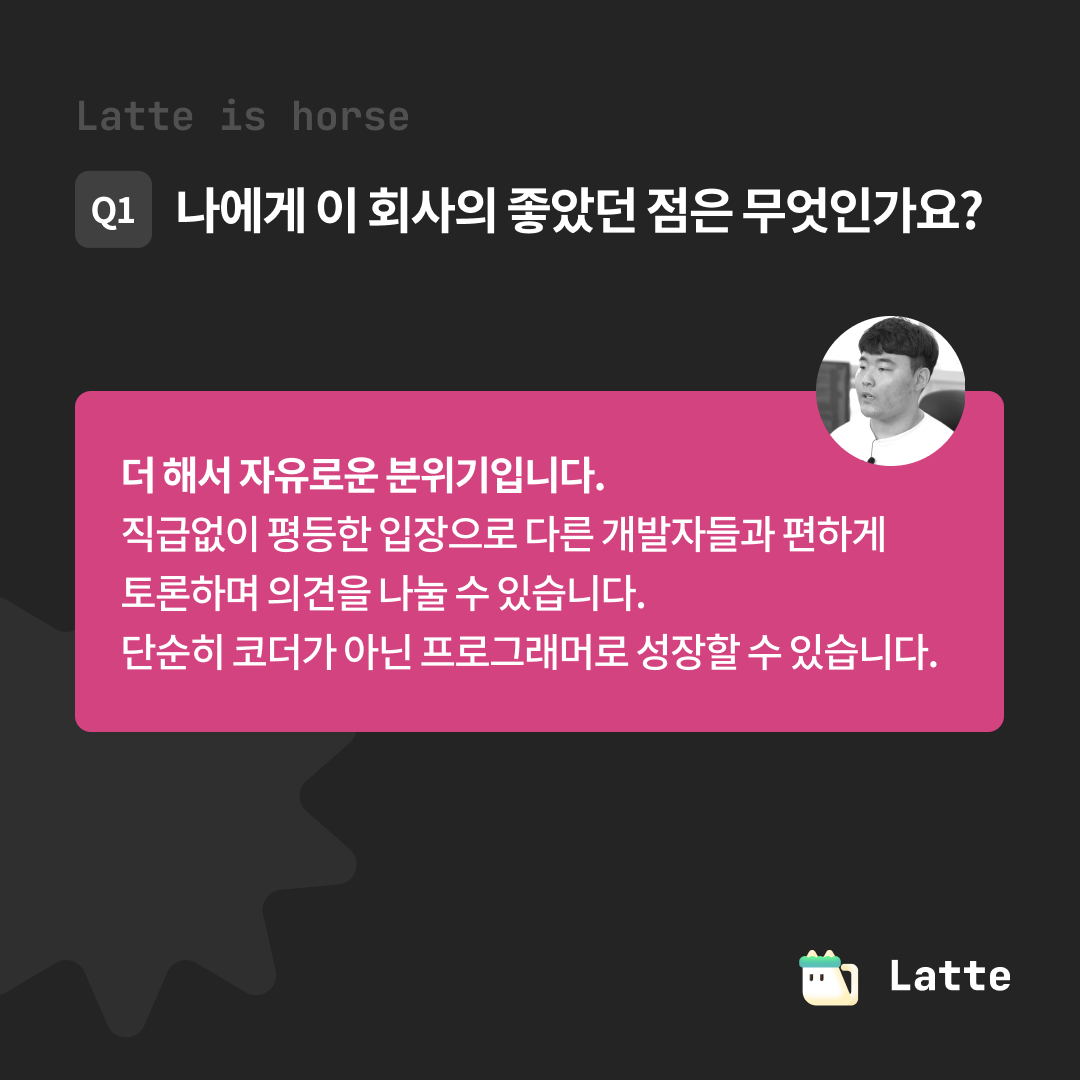 Latte is horse
Q1 나에게 이 회사의 좋았던 점은 무엇인가요?
더 해서 자유로운 분위기입니다.
직급없이 평등한 입장으로 다른 개발자들과 편하게
토론하며 의견을 나눌 수 있습니다.
단순히 코더가 아닌 프로그래머로 성장할 수 있습니다.
Latte